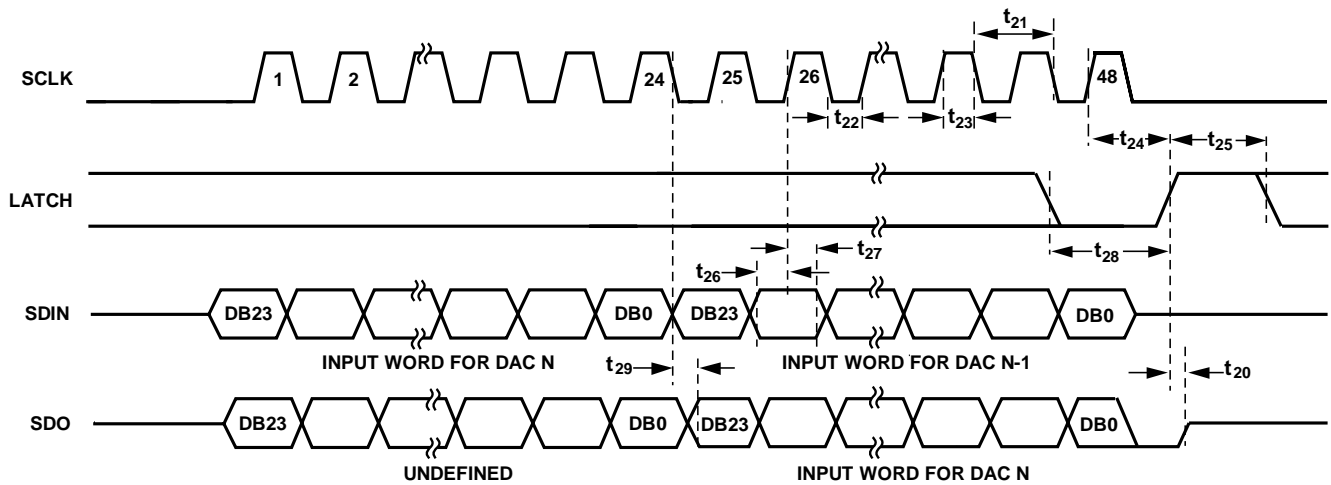 t21
SCLK
1
2
24
25
26
48
t22
t23
t24
t25
LATCH
t27
t28
t26
SDIN
DB23
DB0
DB23
DB0
INPUT WORD FOR DAC N
INPUT WORD FOR DAC N-1
t29
t20
SDO
DB23
DB0
DB23
DB0
UNDEFINED
INPUT WORD FOR DAC N